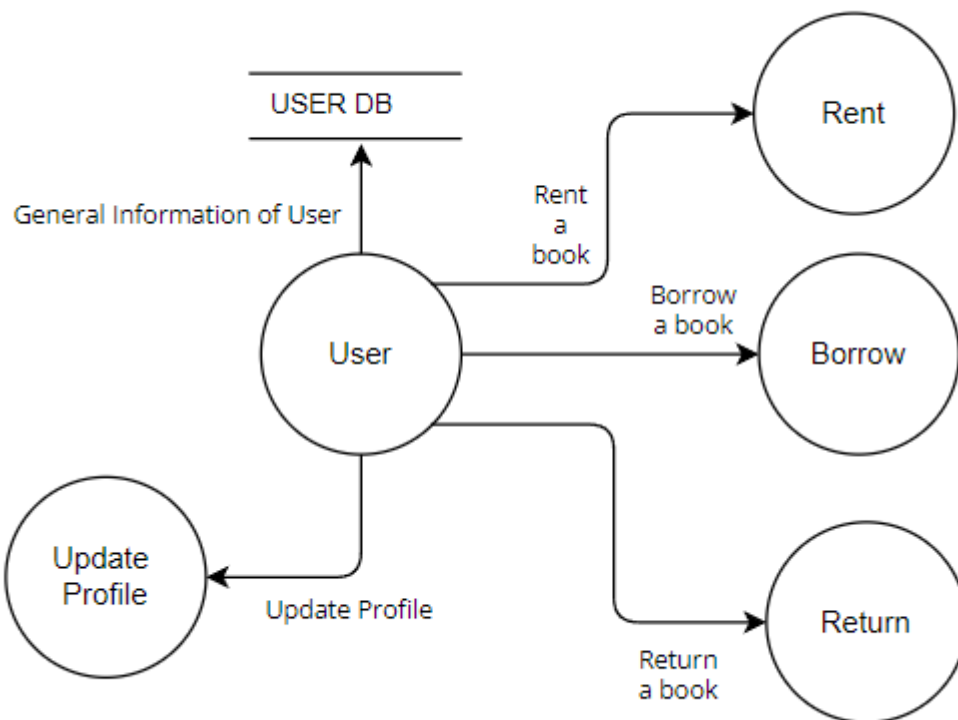 USER DB
Rent
General Information of User
Rent
a
book
Borrow
a book
User
Borrow
Update
Profile
Update Profile
Return
Return
a book